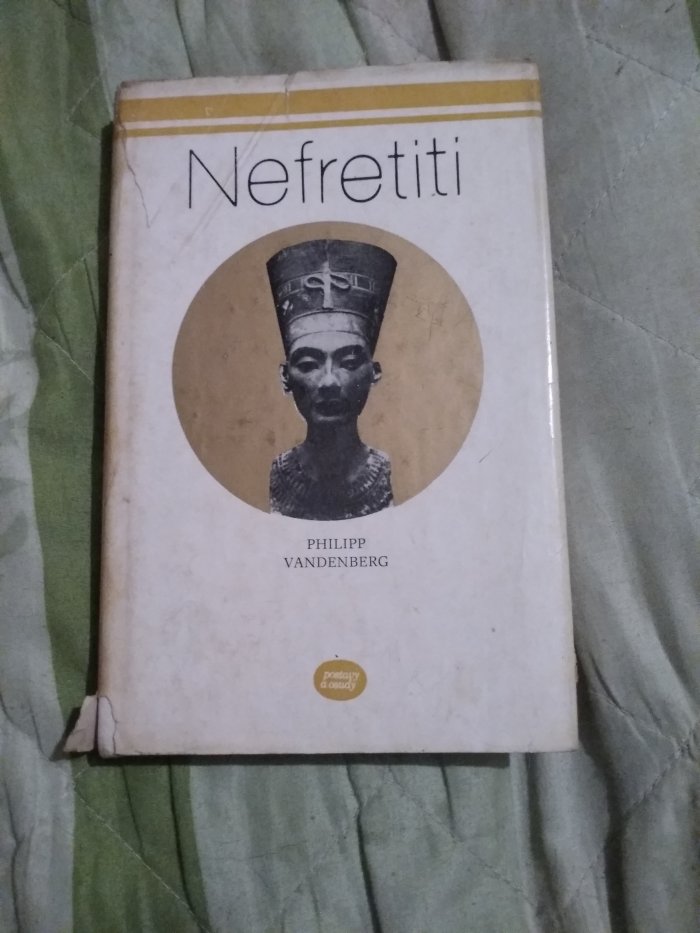 Nefretiti
PHILIPP
VANDENBERG
postavy
a osudy